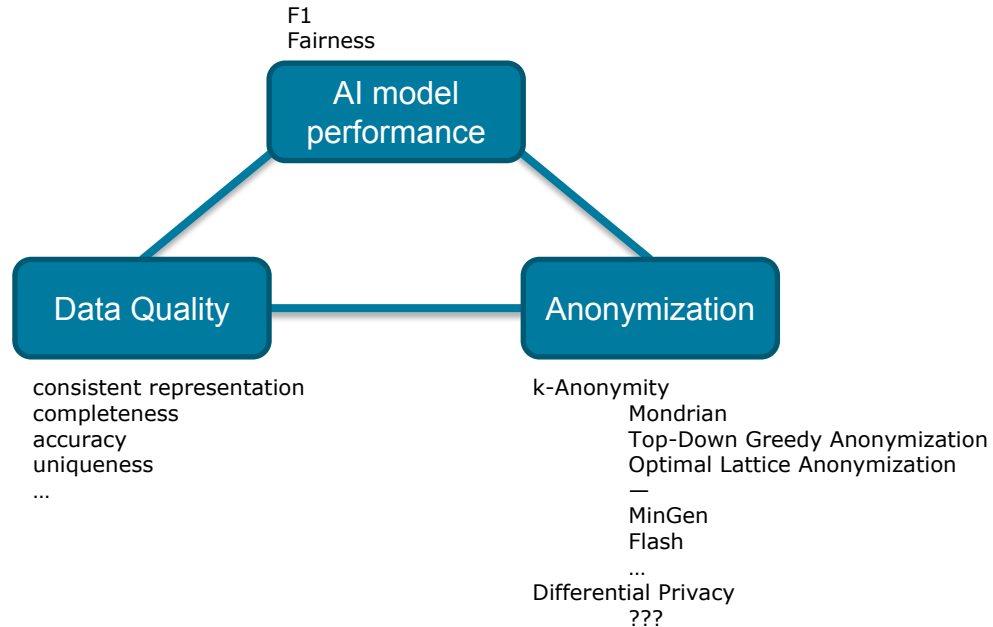 F1
Fairness
AI model
performance
Data Quality
Anonymization
consistent representation
completeness
accuracy
uniqueness
…
k-Anonymity
Mondrian
Top-Down Greedy Anonymization
Optimal Lattice Anonymization
—
MinGen
Flash
…
Differential Privacy
???